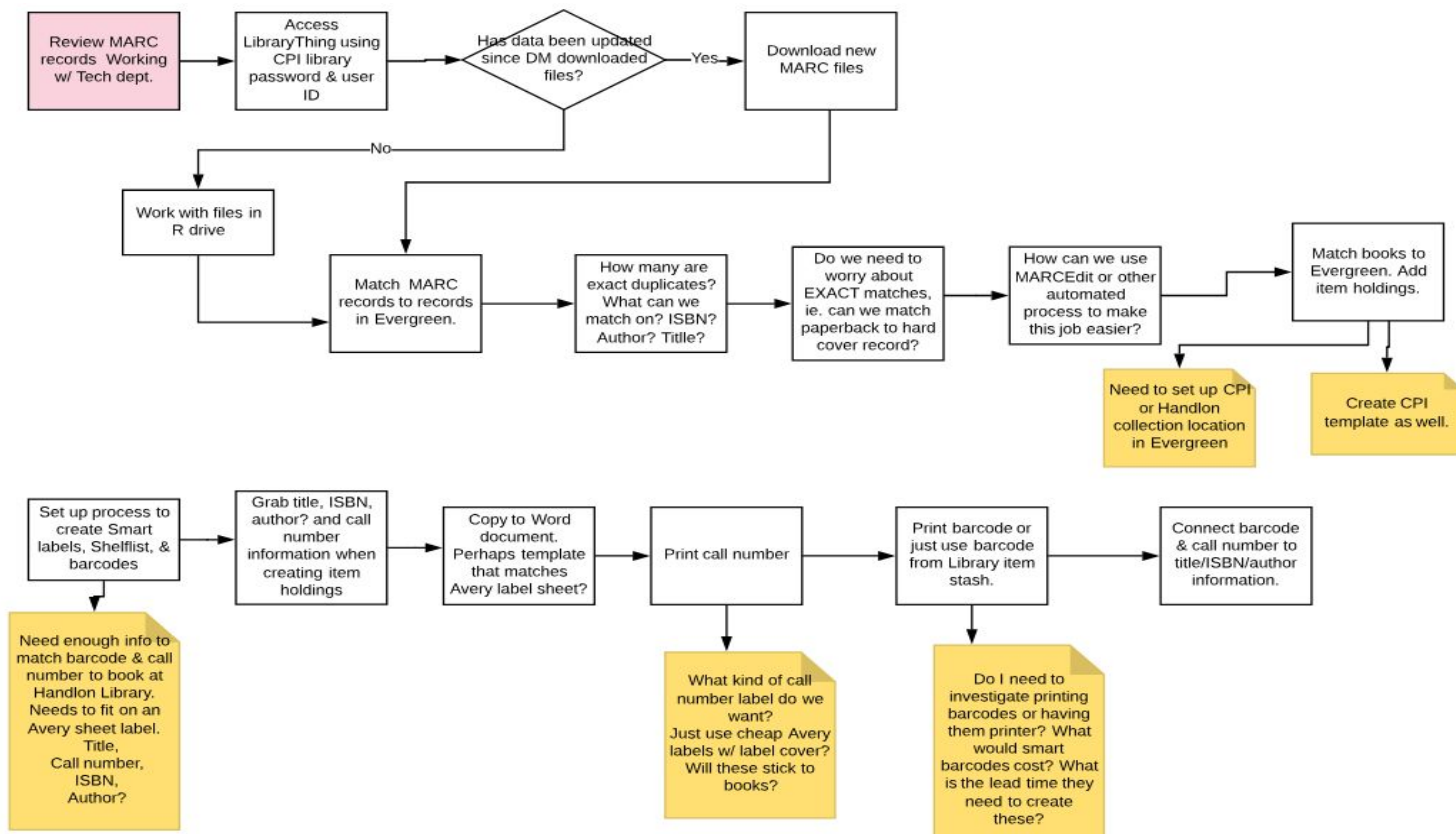 Review MARC
records Working
w/ Tech dept.
Access
LibraryThing using
CPI library
password & user
ID
Has data been updated
since DM downloaded
files?
Yes
Download new
MARC files
No
Work with files in
R drive
Match MARC
records to records
in Evergreen.
How many are
exact duplicates?
What can we
match on? ISBN?
Author? Titlle?
Do we need to
worry about
EXACT matches,
ie. can we match
paperback to hard
cover record?
How can we use
MARCEdit or other
automated
process to make
this job easier?
Match books to
Evergreen. Add
item holdings.
Need to set up CPI
or Handlon
collection location
in Evergreen
Create CPI
template as well.
Set up process to
create Smart
labels, Shelflist, &
barcodes
Grab title, ISBN,
author? and call
number
information when
creating item
holdings
Copy to Word
document.
Perhaps template
that matches
Avery label sheet?
Print call number
Print barcode or
just use barcode
from Library item
stash.
Connect barcode
& call number to
title/ISBN/author
information.
Need enough info to
match barcode & call
number to book at
Handlon Library.
Needs to fit on an
Avery sheet label.
Title,
Call number,
ISBN,
Author?
What kind of call
number label do we
want?
Just use cheap Avery
labels w/ label cover?
Will these stick to
books?
Do I need to
investigate printing
barcodes or having
them printer? What
would smart
barcodes cost? What
is the lead time they
need to create
these?